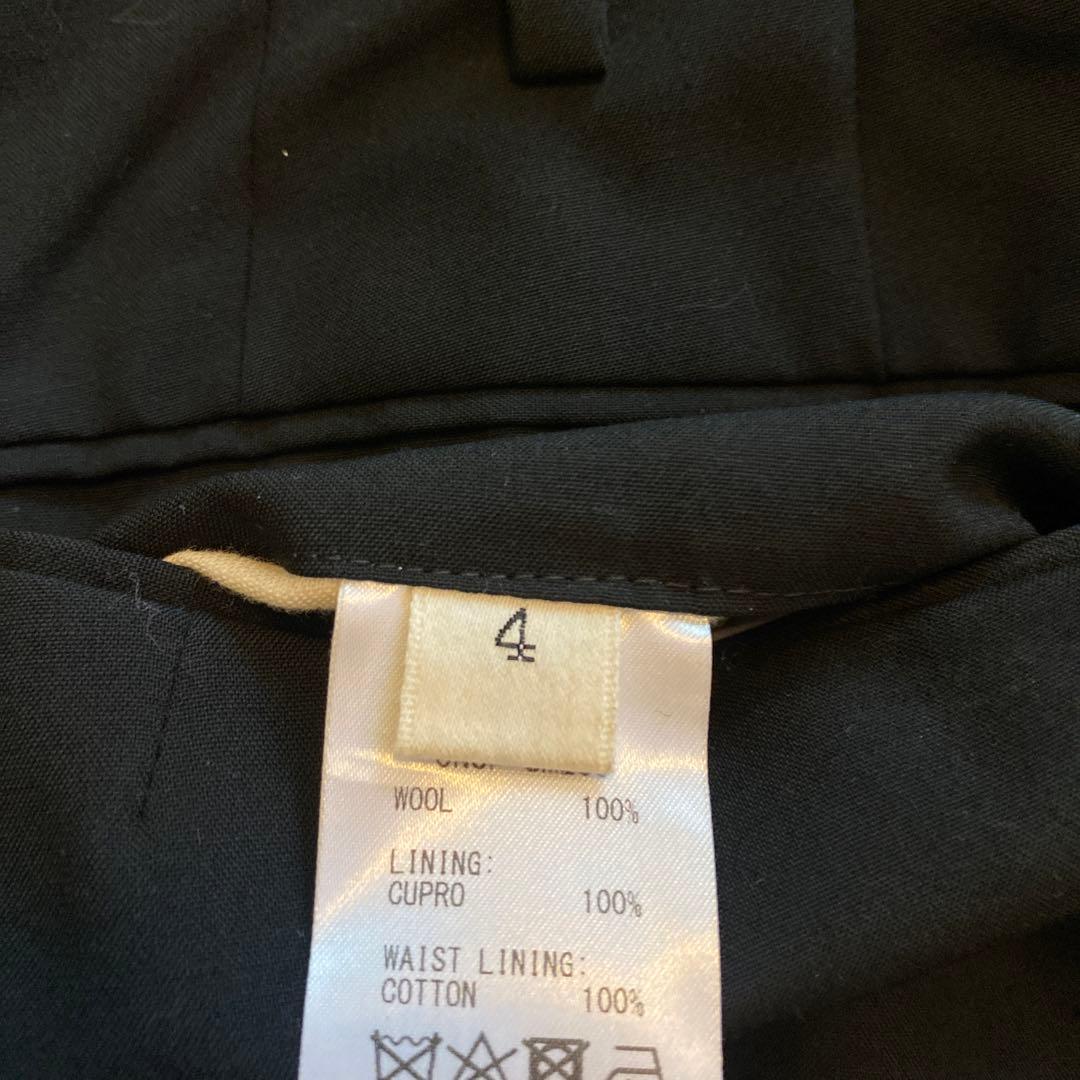 4
WOOL 100%
LINING:
CUPRO 100%
WAIST LINING:
COTTON 100%